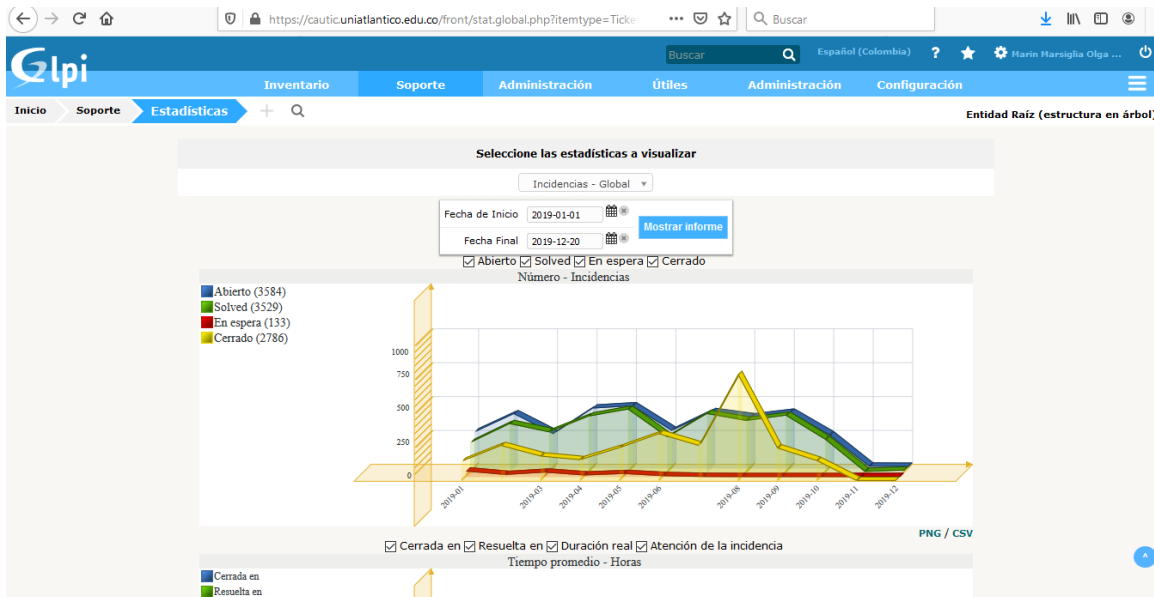 https://cautic.uniatlantico.edu.co/front/stat.global.php?itemtype=Ticke
Buscar
Glpi
Buscar
Español (Colombia)
?
Marin Marsiglia Olga ...
Inventario
Soporte
Administración
Útiles
Administración
Configuración
Inicio
Soporte
Estadísticas
Entidad Raíz (estructura en árbol)
Seleccione las estadísticas a visualizar
Incidencias - Global
Fecha de Inicio 2019-01-01
Mostrar informe
Fecha Final 2019-12-20
Abierto Solved En espera Cerrado
Número - Incidencias
Abierto (3584)
Solved (3529)
En espera (133)
Cerrado (2786)
1000
750
500
250
0
2019-01
2019-03
2019-04
2019-05
2019-06
2019-08
2019-09
2019-10
2019-11
2019-12
PNG / CSV
Cerrada en Resuelta en Duración real Atención de la incidencia
Tiempo promedio - Horas
Cerrada en
Resuelta en